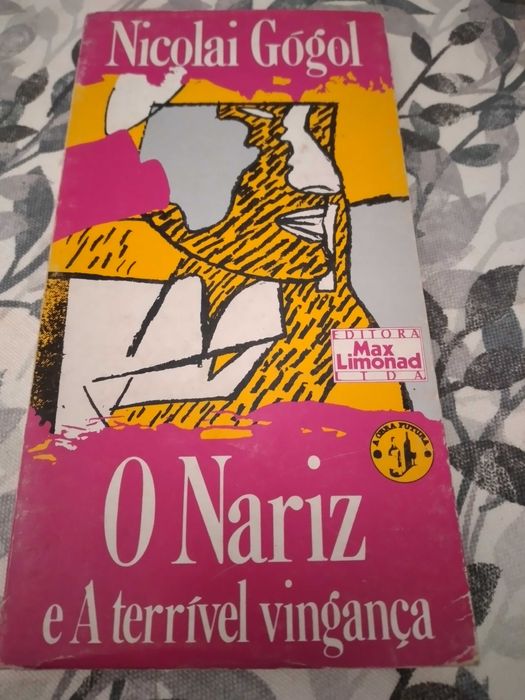 Nicolai Gógol
EDITORA
Max
Limonad
LTDA.
A OBRA FUTURA
O Nariz
e A terrível vingança